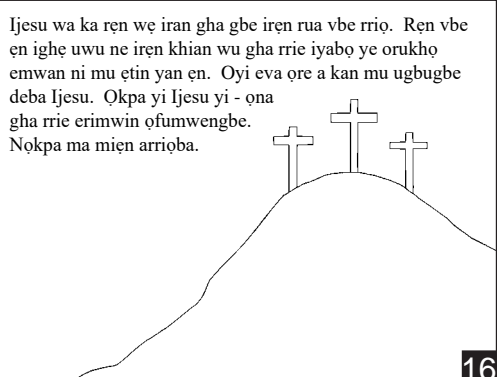 Ijesu wa ka rẹn wẹ iran gha gbe irẹn rua vbe rriọ.  Rẹn vbe
ẹn ighẹ uwu ne irẹn khian wu gha rrie iyabọ ye orukhọ
emwan ni mu ẹtin yan ẹn.  Oyi eva ọre a kan mu ugbugbe
deba Ijesu.  Ọkpa yi Ijesu yi - ọna
gha rrie erimwin ọfumwengbe.
Nọkpa ma miẹn arriọba.
16